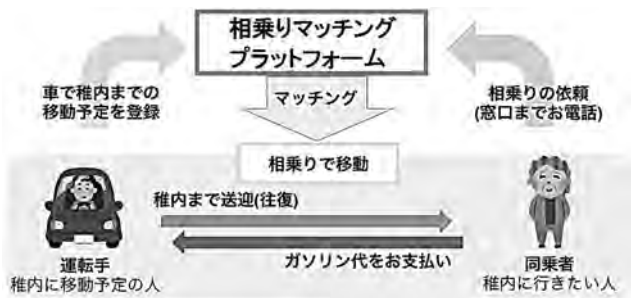 相乗りマッチング
プラットフォーム
車で稚内までの
移動予定を登録
マッチング
相乗りの依頼
(窓口までお電話)
相乗りで移動
稚内まで送迎(往復)
ガソリン代をお支払い
運転手
稚内に移動予定の人
同乗者
稚内に行きたい人